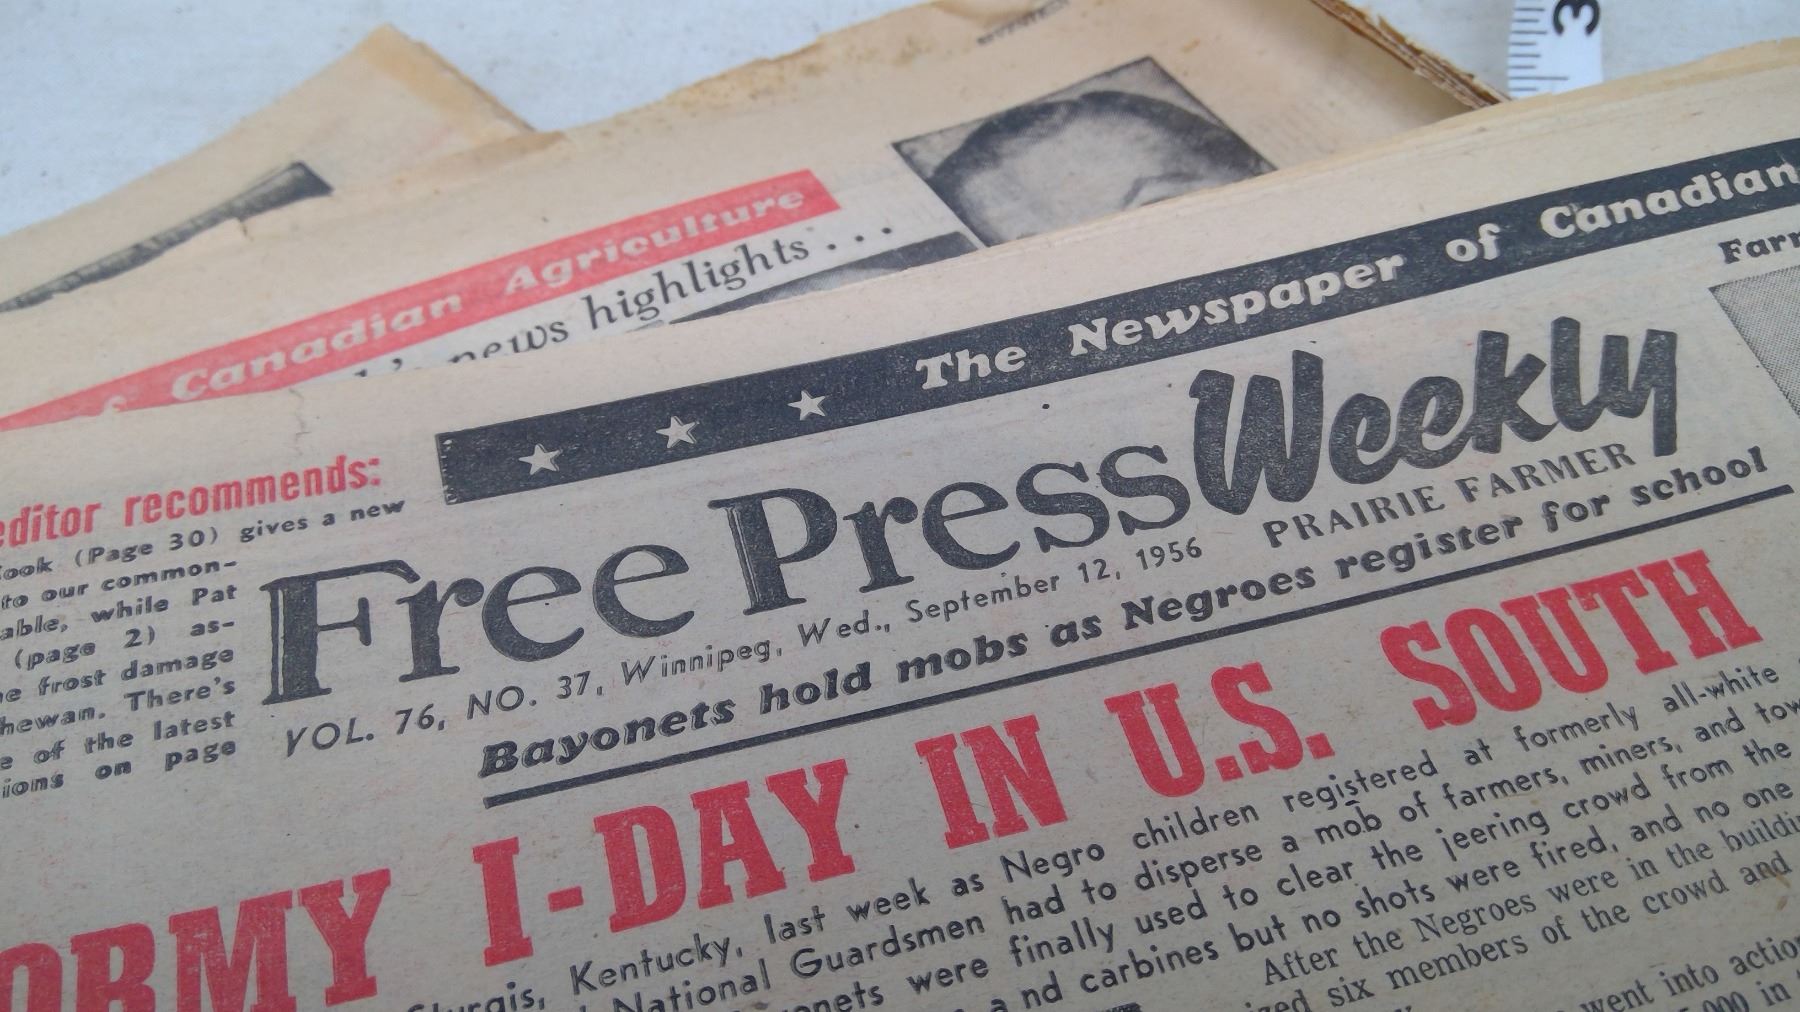 3
Canadian Agriculture
news highlights...
The Newspaper of Canadian
editor recommends:
(Page 30) gives a new
to our common-
while Pat
(page 2) as-
frost damage
There's
of the latest
on page
Free Press Weekly
PRAIRIE FARMER
VOL. 76, NO. 37, Winnipeg, Wed., September 12, 1956
Bayonets hold mobs as Negroes register for school
I-DAY IN U.S. SOUTH
Kentucky, last week as Negro children registered at formerly all-white
National Guardsmen had to disperse a mob of farmers, miners, and
were finally used to clear the jeering crowd from the
and carbines but no shots were fired, and no one
After the Negroes were in the
six members of the crowd and
went into
in